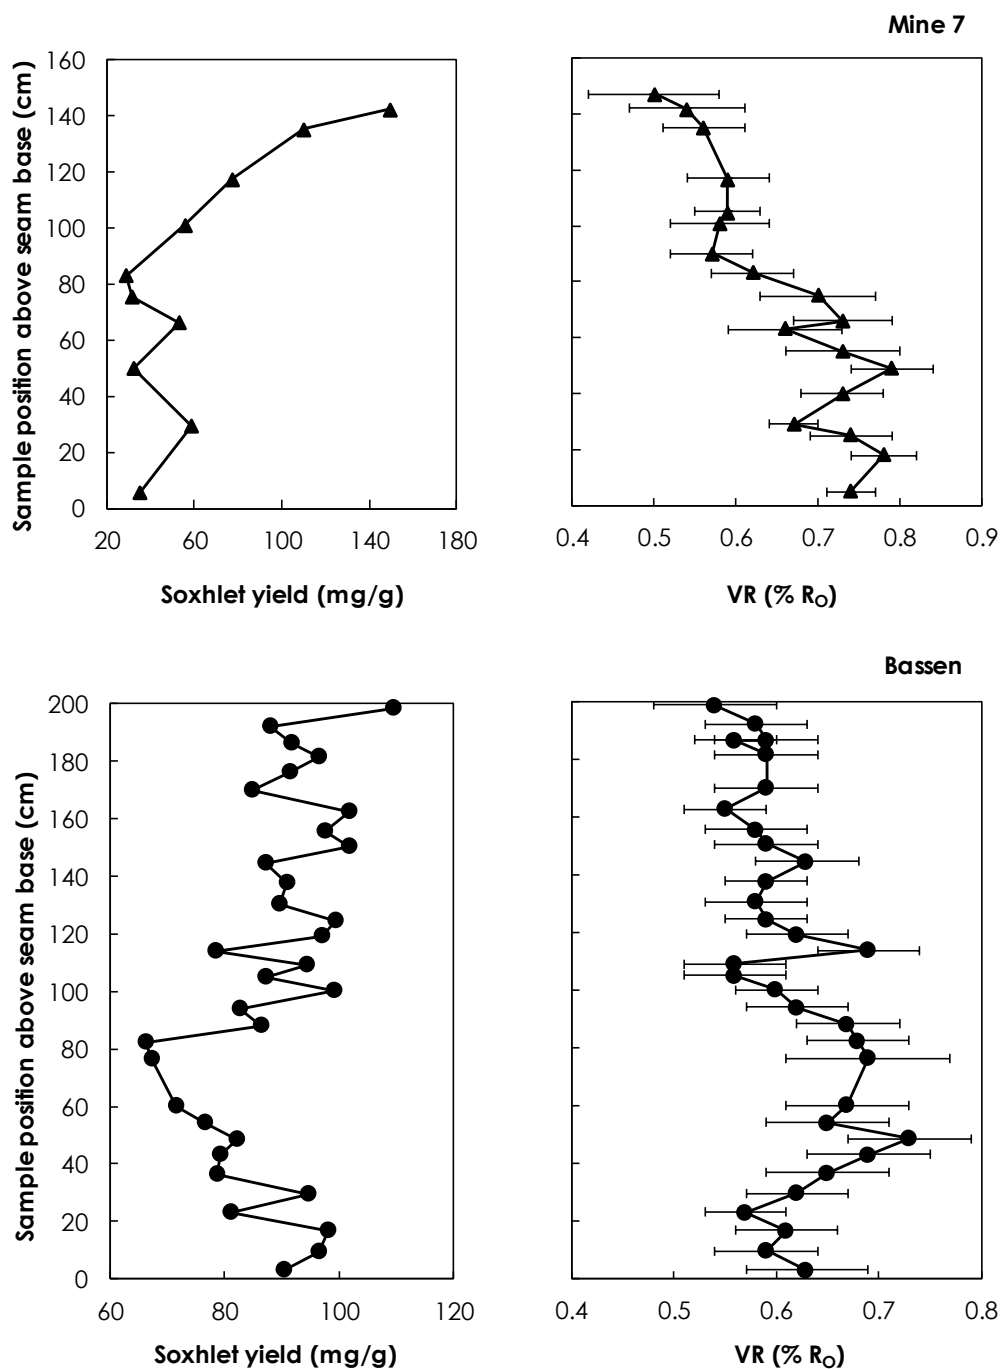 Mine 7
Sample position above seam base (cm)
160
140
120
100
80
60
40
20
0
20 60 100 140 180
Soxhlet yield (mg/g)
0.4 0.5 0.6 0.7 0.8 0.9
VR (% RO)
Bassen
Sample position above seam base (cm)
200
180
160
140
120
100
80
60
40
20
0
60 80 100 120
Soxhlet yield (mg/g)
0.4 0.5 0.6 0.7 0.8
VR (% RO)